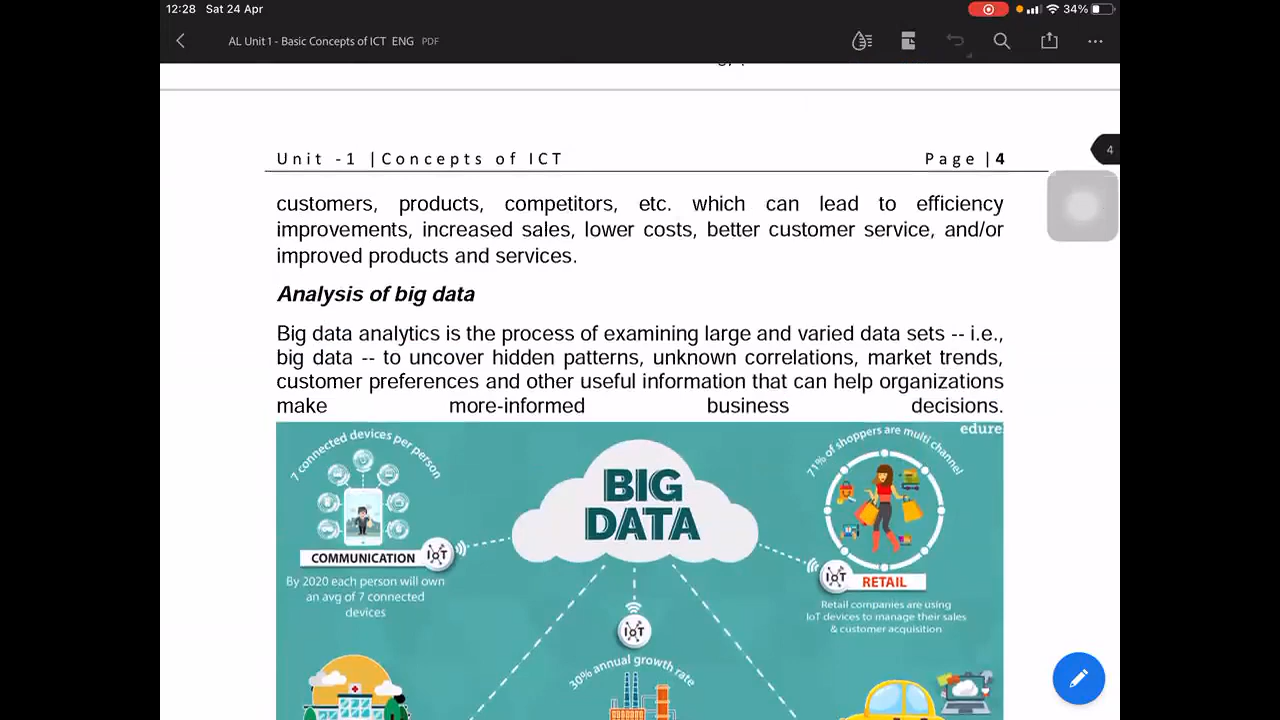 12:28 Sat 24 Apr
34%
AL Unit 1 - Basic Concepts of ICT ENG PDF
Unit -1 |Concepts of ICT Page |4
4
customers, products, competitors, etc. which can lead to efficiency
improvements, increased sales, lower costs, better customer service, and/or
improved products and services.
Analysis of big data
Big data analytics is the process of examining large and varied data sets -- i.e.,
big data -- to uncover hidden patterns, unknown correlations, market trends,
customer preferences and other useful information that can help organizations
make more-informed business decisions.
edure
7 connected devices per person
BIG
DATA
71% of shoppers are multi channel
COMMUNICATION IoT
By 2020 each person will own
an avg of 7 connected
devices
IoT RETAIL
Retail companies are using
IoT devices to manage their sales
& customer acquisition
IoT
30% annual growth rate